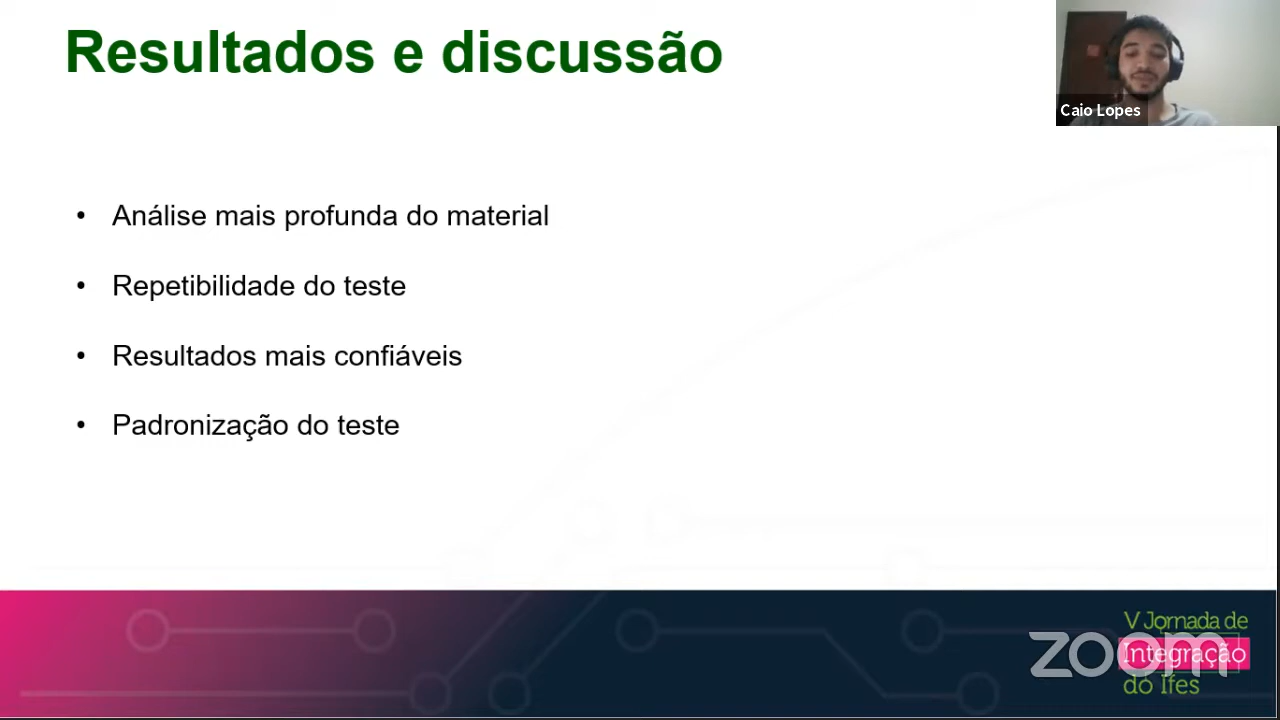 Resultados e discussão
Caio Lopes
• Análise mais profunda do material
• Repetibilidade do teste
• Resultados mais confiáveis
• Padronização do teste
V Jornada de
Integração
do Ifes
zoom